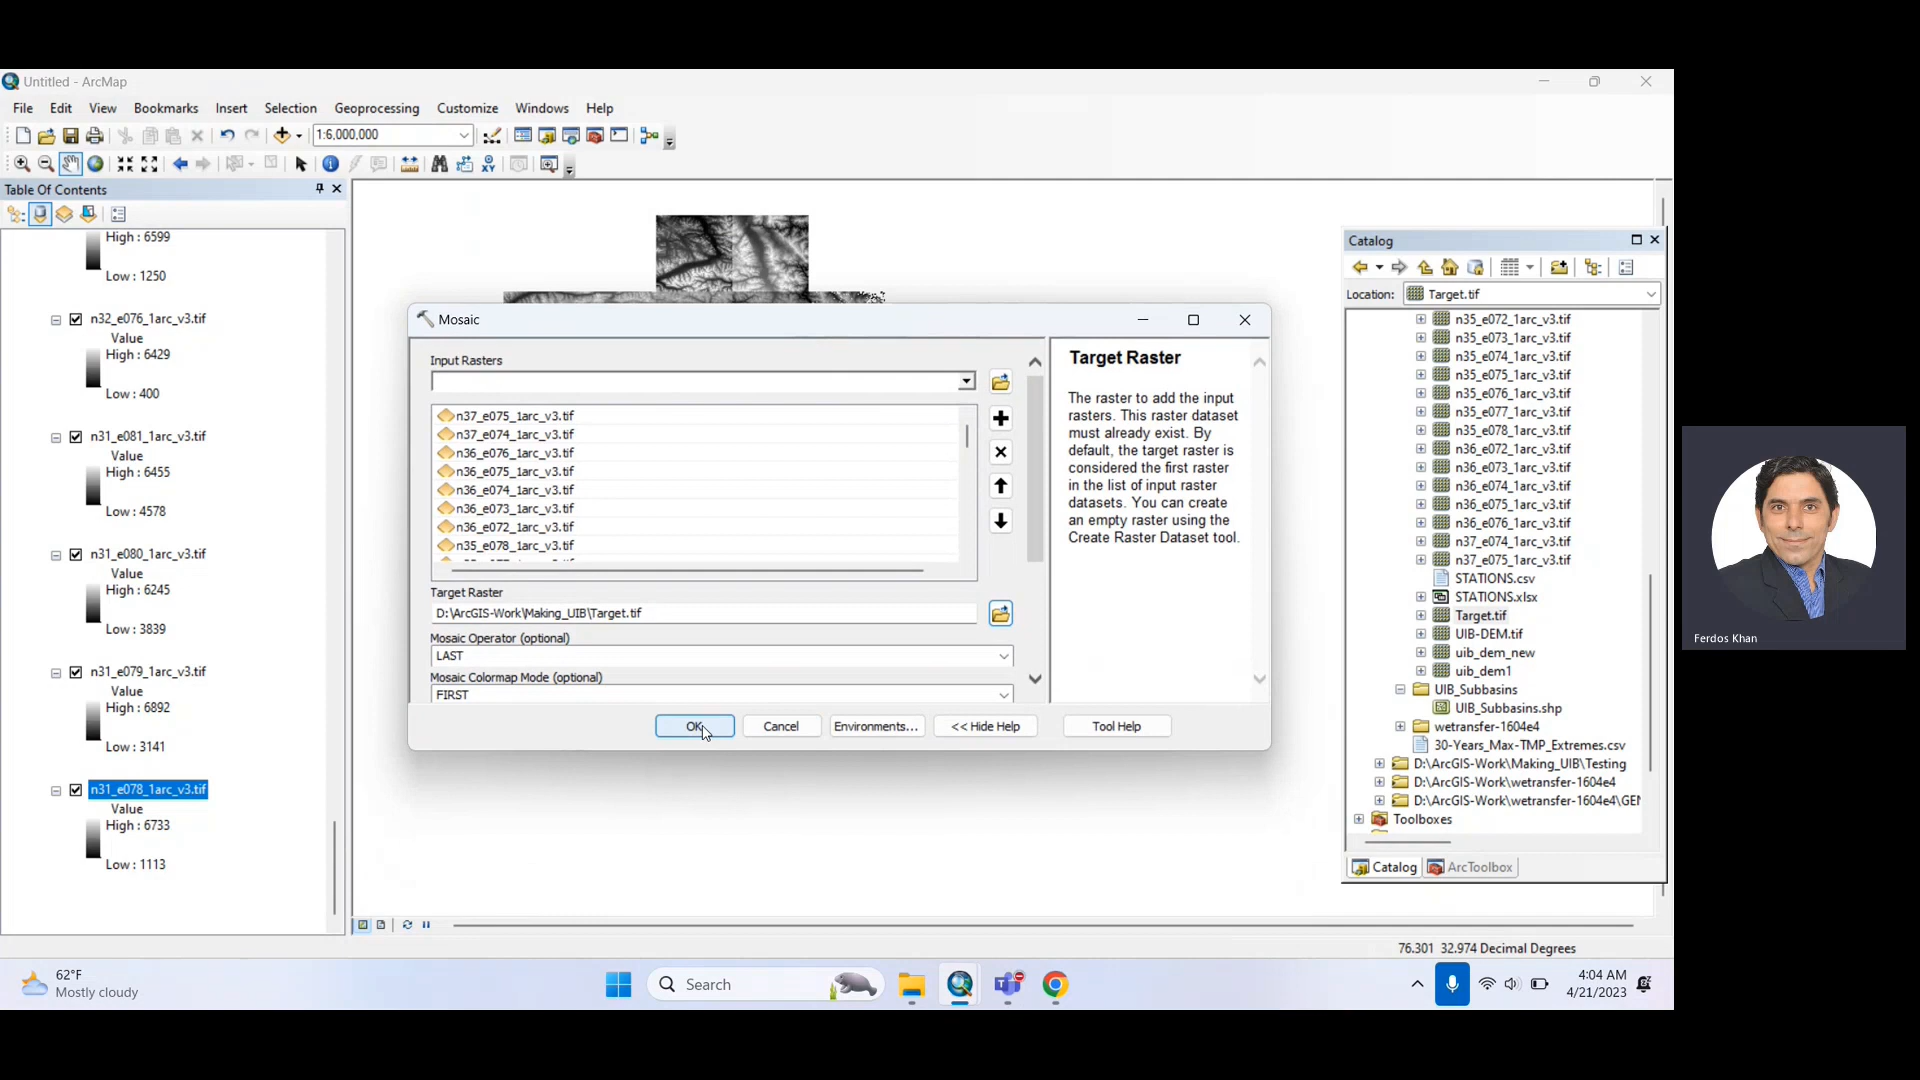 Untitled - ArcMap
File Edit View Bookmarks Insert Selection Geoprocessing Customize Windows Help
1:6,000,000
Table Of Contents
High : 6599
Low : 1250
n32_e076_1arc_v3.tif
Value
High : 6429
Low : 400
n31_e081_1arc_v3.tif
Value
High : 6455
Low : 4578
n31_e080_1arc_v3.tif
Value
High : 6245
Low : 3839
n31_e079_1arc_v3.tif
Value
High : 6892
Low : 3141
n31_e078_1arc_v3.tif
Value
High : 6733
Low : 1113
Mosaic
Input Rasters
n37_e075_1arc_v3.tif
n37_e074_1arc_v3.tif
n36_e076_1arc_v3.tif
n36_e075_1arc_v3.tif
n36_e074_1arc_v3.tif
n36_e073_1arc_v3.tif
n36_e072_1arc_v3.tif
n35_e078_1arc_v3.tif
Target Raster
D:\ArcGIS-Work\Making_UIB\Target.tif
Mosaic Operator (optional)
LAST
Mosaic Colormap Mode (optional)
FIRST
OK Cancel Environments... << Hide Help Tool Help
Target Raster
The raster to add the input
rasters. This raster dataset
must already exist. By
default, the target raster is
considered the first raster
in the list of input raster
datasets. You can create
an empty raster using the
Create Raster Dataset tool.
Catalog
Location: Target.tif
n35_e072_1arc_v3.tif
n35_e073_1arc_v3.tif
n35_e074_1arc_v3.tif
n35_e075_1arc_v3.tif
n35_e076_1arc_v3.tif
n35_e077_1arc_v3.tif
n35_e078_1arc_v3.tif
n36_e072_1arc_v3.tif
n36_e073_1arc_v3.tif
n36_e074_1arc_v3.tif
n36_e075_1arc_v3.tif
n36_e076_1arc_v3.tif
n37_e074_1arc_v3.tif
n37_e075_1arc_v3.tif
STATIONS.csv
STATIONS.xlsx
Target.tif
UIB-DEM.tif
uib_dem_new
uib_dem1
UIB_Subbasins
UIB_Subbasins.shp
wetransfer-1604e4
30-Years_Max-TMP_Extremes.csv
D:\ArcGIS-Work\Making_UIB\Testing
D:\ArcGIS-Work\wetransfer-1604e4
D:\ArcGIS-Work\wetransfer-1604e4\GEN
Toolboxes
Catalog ArcToolbox
76.301 32.974 Decimal Degrees
62°F
Mostly cloudy
Search
4:04 AM
4/21/2023
Ferdos Khan